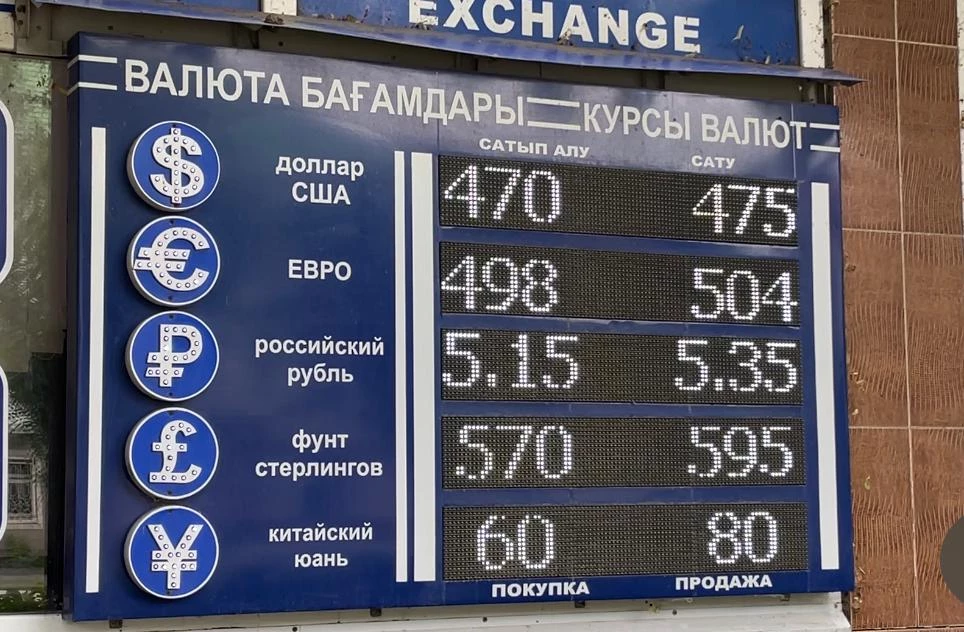 EXCHANGE
ВАЛЮТА БАҒАМДАРЫ КУРСЫ ВАЛЮТ
САТЫП АЛУ САТУ
$ доллар США 470 475
€ ЕВРО 498 504
₽ российский рубль 5.15 5.35
£ фунт стерлингов 570 595
¥ китайский юань 60 80
ПОКУПКА ПРОДАЖА